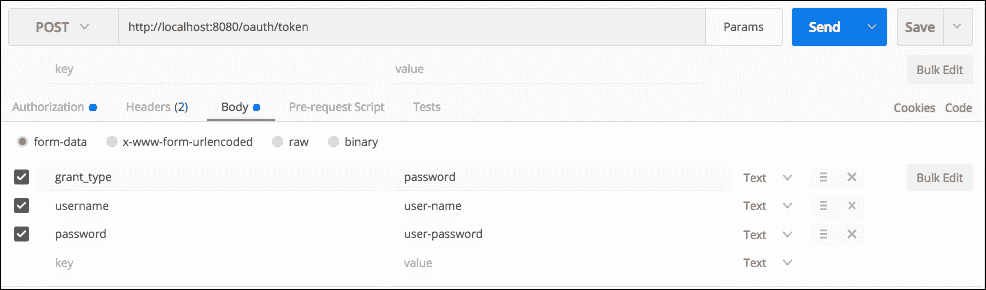 POST http://localhost:8080/oauth/token Params Send Save
key value Bulk Edit
Authorization Headers (2) Body Pre-request Script Tests Cookies Code
form-data x-www-form-urlencoded raw binary
grant_type password Text Bulk Edit
username user-name Text
password user-password Text
key value Text